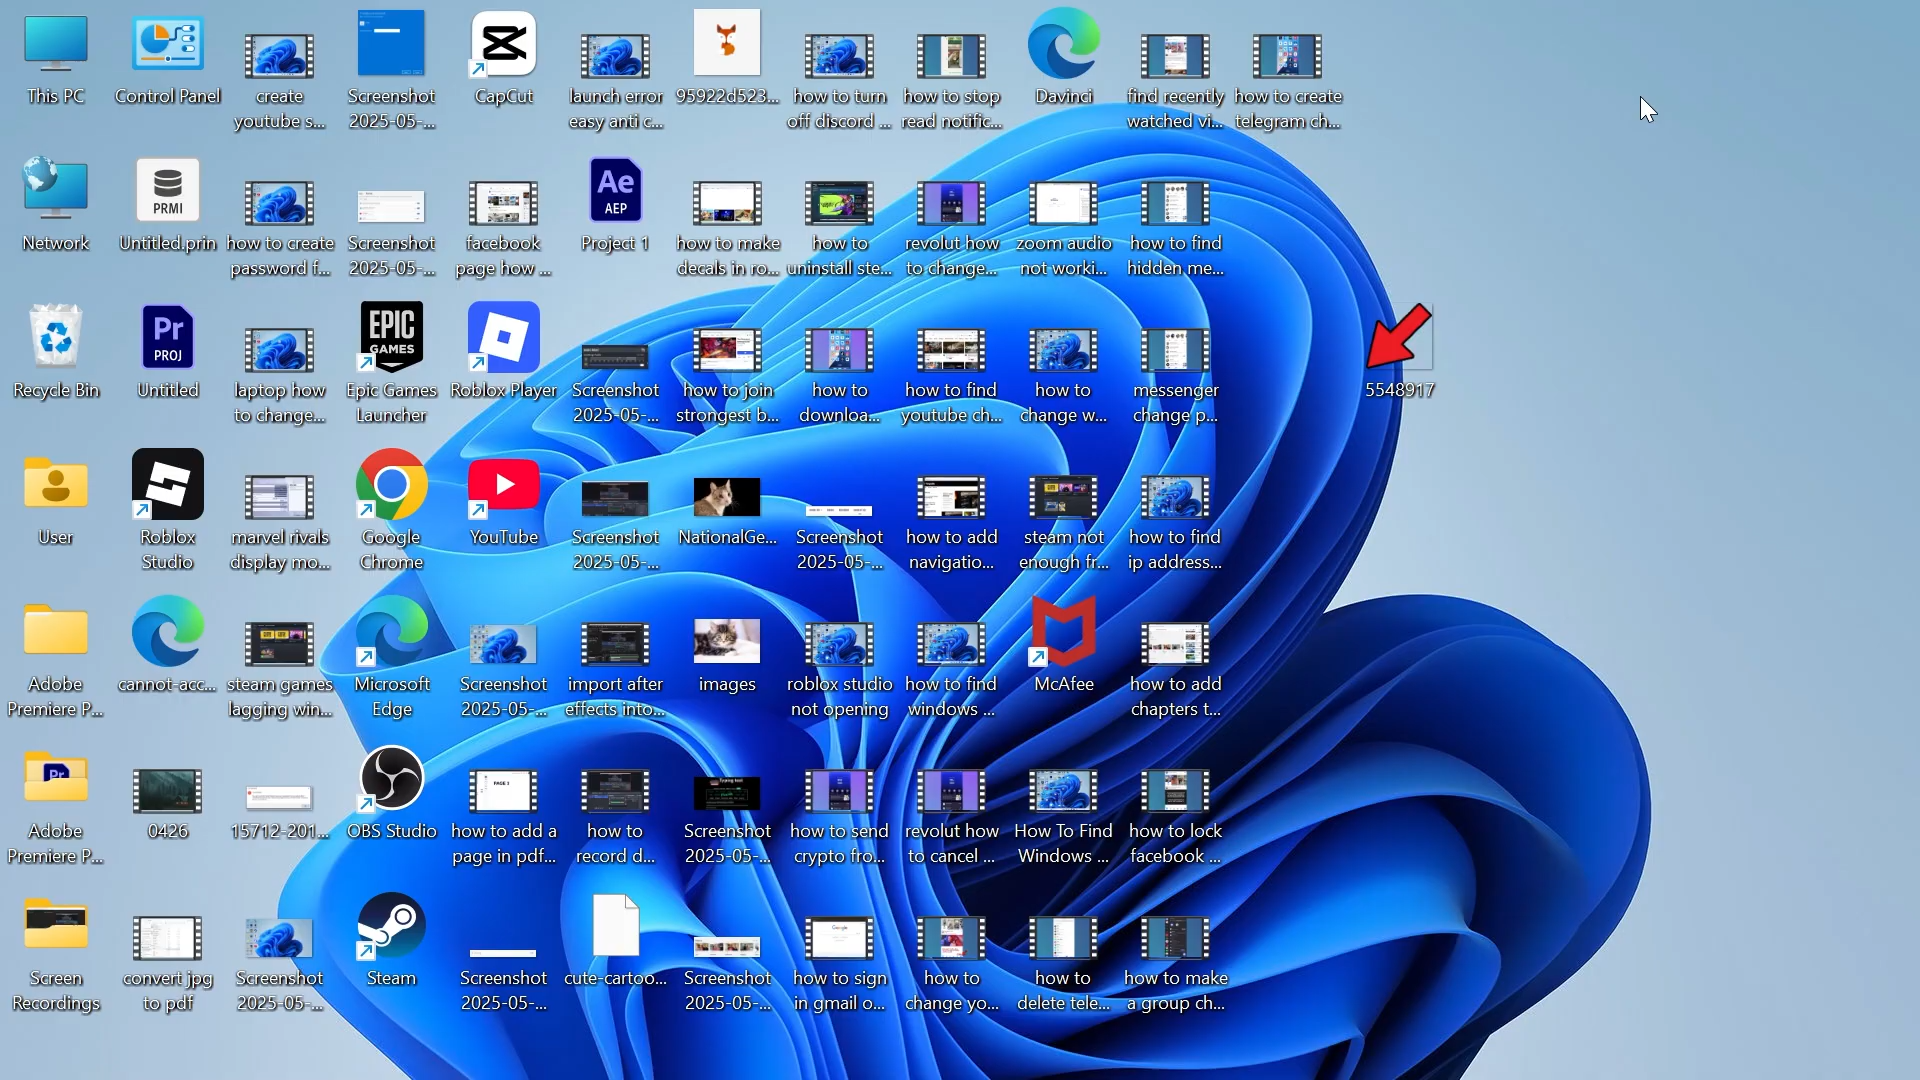 This PC
Control Panel
create
youtube s...
Screenshot
2025-05-...
CapCut
launch error
easy anti c...
95922d523...
how to turn
off discord ...
how to stop
read notific...
Davinci
find recently
watched vi...
how to create
telegram ch...
Network
PRMI
Untitled.prin
how to create
password f...
Screenshot
2025-05-...
facebook
page how ...
Ae
AEP
Project 1
how to make
decals in ro...
how to
uninstall ste...
revolut how
to change...
zoom audio
not worki...
how to find
hidden me...
Recycle Bin
Pr
PROJ
Untitled
laptop how
to change...
EPIC
GAMES
Epic Games
Launcher
Roblox Player
Screenshot
2025-05-...
how to join
strongest b...
how to
downloa...
how to find
youtube ch...
how to
change w...
messenger
change p...
5548917
User
Roblox
Studio
marvel rivals
display mo...
Google
Chrome
YouTube
Screenshot
2025-05-...
NationalGe...
Screenshot
2025-05-...
how to add
navigatio...
steam not
enough fr...
how to find
ip address...
Adobe
Premiere P...
cannot-acc...
steam games
lagging win...
Microsoft
Edge
Screenshot
2025-05-...
import after
effects into...
images
roblox studio
not opening
how to find
windows ...
McAfee
how to add
chapters t...
Pr
Adobe
Premiere P...
0426
15712-201...
OBS Studio
PAGE 3
how to add a
page in pdf...
how to
record d...
Typing test
Screenshot
2025-05-...
how to send
crypto fro...
revolut how
to cancel ...
How To Find
Windows ...
how to lock
facebook ...
Screen
Recordings
convert jpg
to pdf
Screenshot
2025-05-...
Steam
Screenshot
2025-05-...
cute-cartoo...
Screenshot
2025-05-...
Google
how to sign
in gmail o...
how to
change yo...
how to
delete tele...
how to make
a group ch...